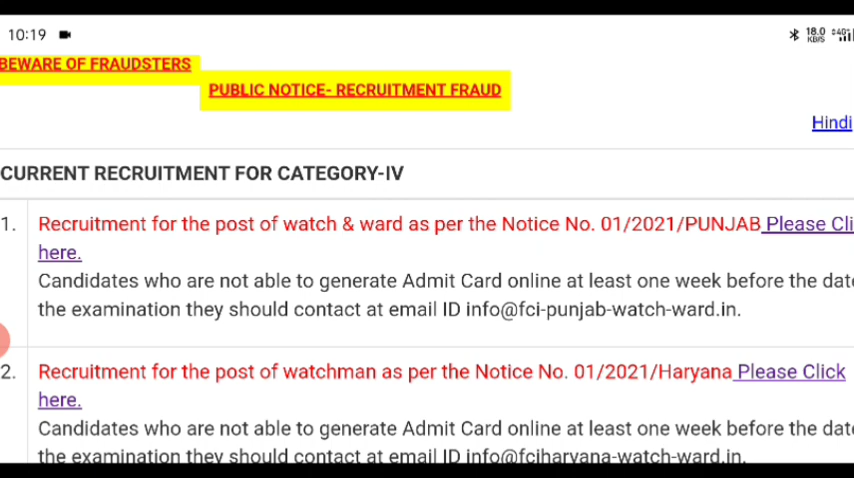 10:19 18.0 KB/S
BEWARE OF FRAUDSTERS
PUBLIC NOTICE- RECRUITMENT FRAUD
Hindi
CURRENT RECRUITMENT FOR CATEGORY-IV
1. Recruitment for the post of watch & ward as per the Notice No. 01/2021/PUNJAB Please Cli
here.
Candidates who are not able to generate Admit Card online at least one week before the date
the examination they should contact at email ID info@fci-punjab-watch-ward.in.
2. Recruitment for the post of watchman as per the Notice No. 01/2021/Haryana Please Click
here.
Candidates who are not able to generate Admit Card online at least one week before the date
the examination they should contact at email ID info@fciharyana-watch-ward.in.